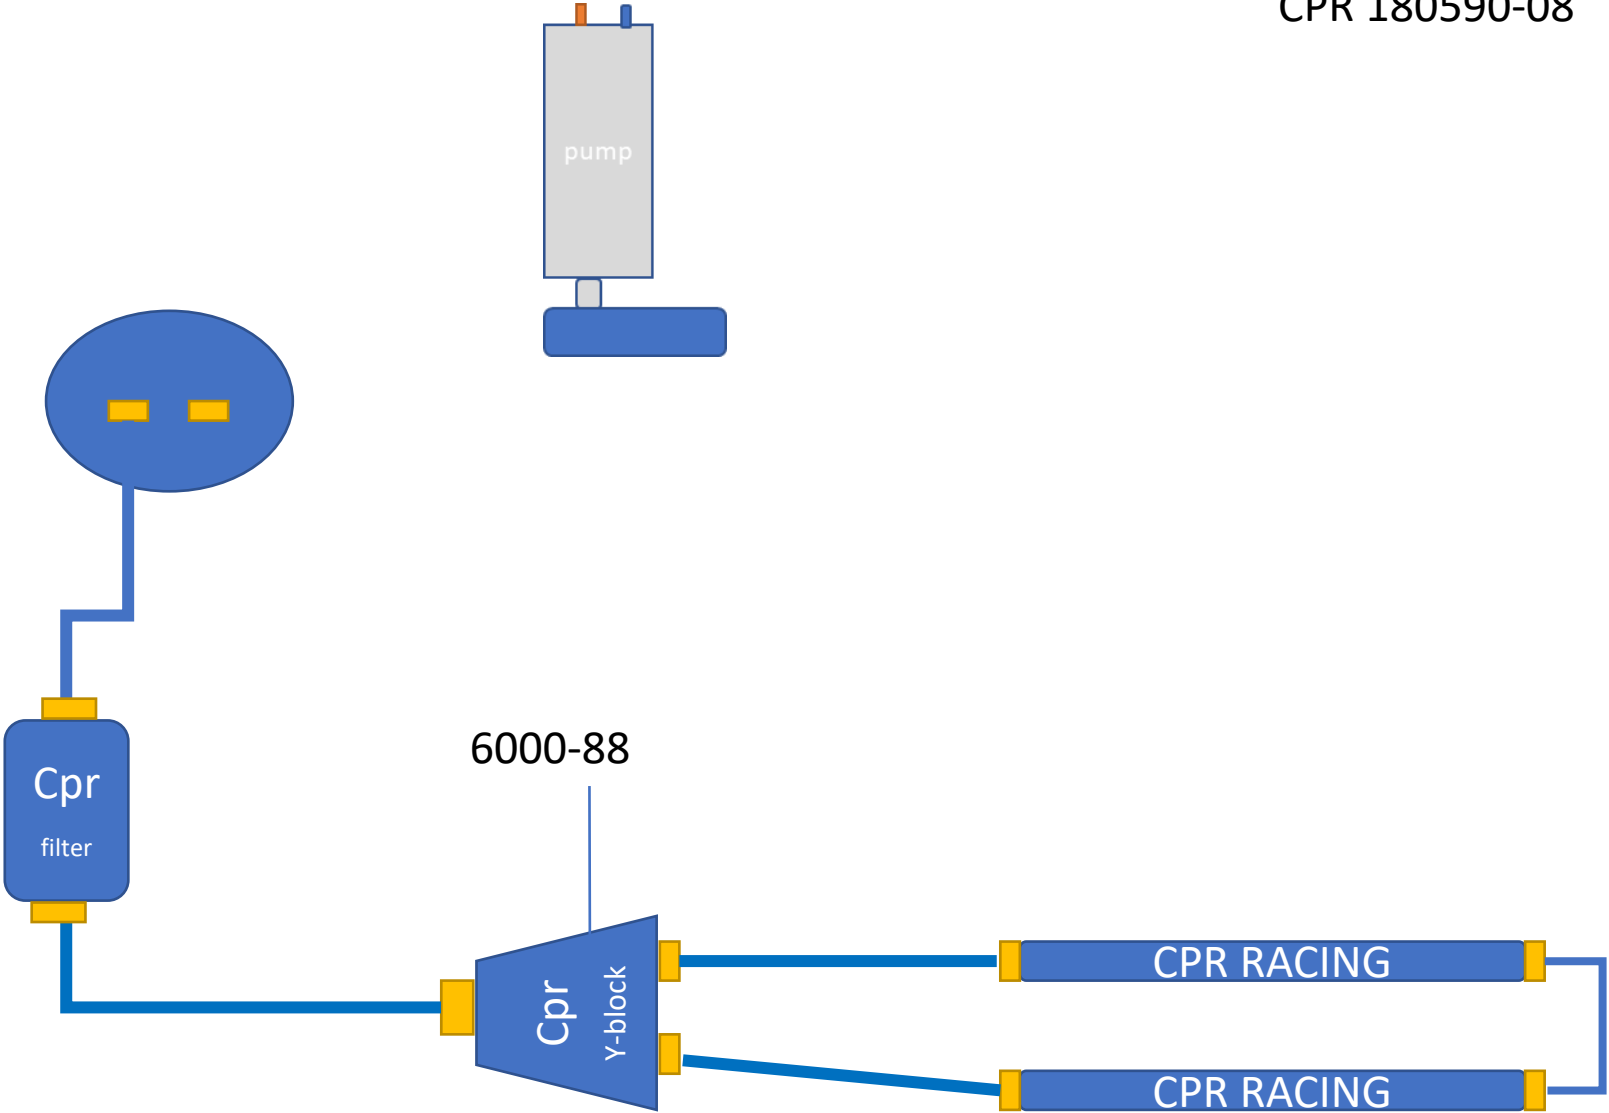 CPR 180590-08
pump
6000-88
Cpr
filter
Cpr
Y-block
CPR RACING
CPR RACING